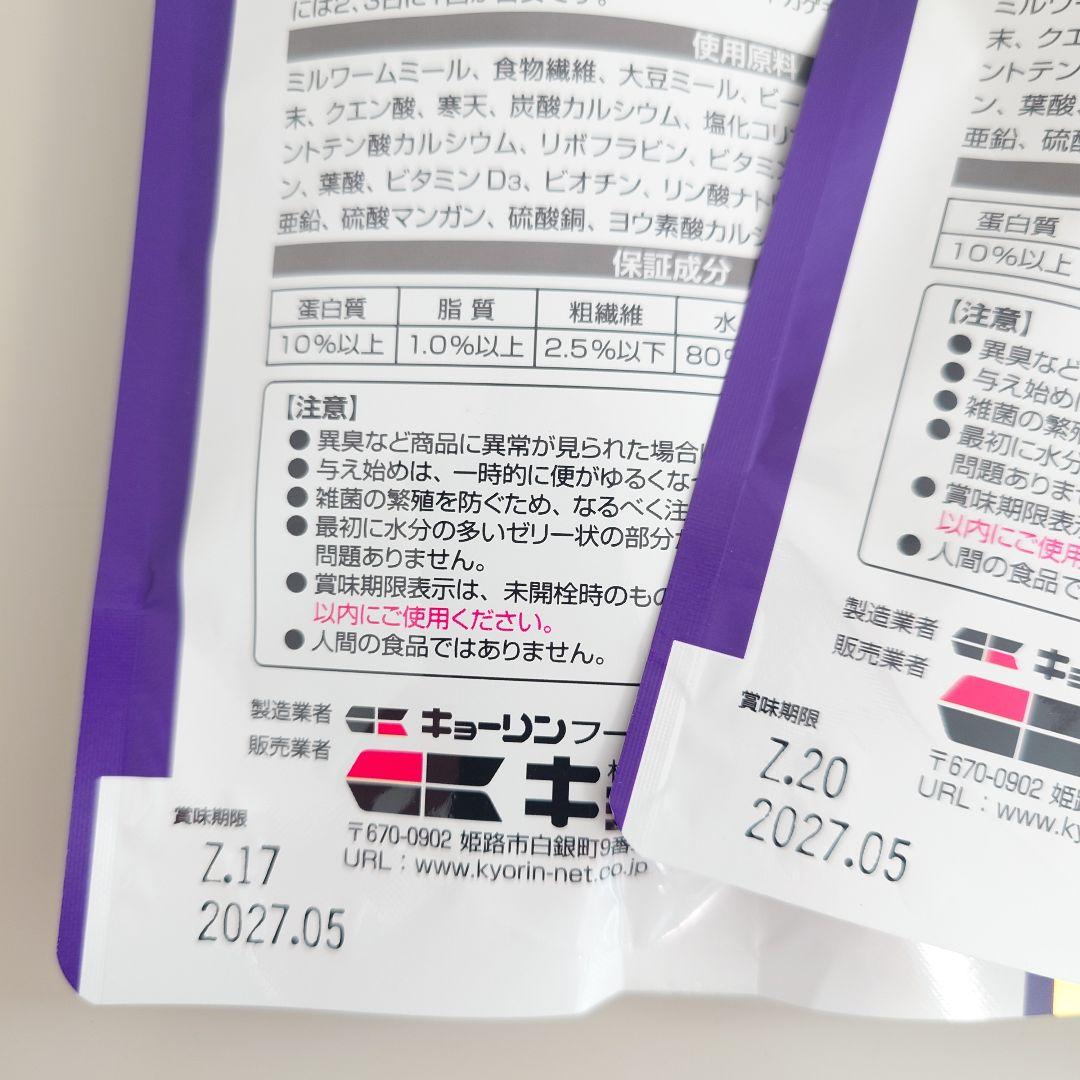 には2、3日に1回が目安です。
使用原料
ミルワームミール、食物繊維、大豆ミール、ビー
末、クエン酸、寒天、炭酸カルシウム、塩化コリ
ントテン酸カルシウム、リボフラビン、ビタミン
ン、葉酸、ビタミンD3、ビオチン、リン酸ナト
亜鉛、硫酸マンガン、硫酸銅、ヨウ素酸カルシ
保証成分
蛋白質 脂質 粗繊維 水
10%以上 1.0%以上 2.5%以下 80%
【注意】
● 異臭など商品に異常が見られた場合
● 与え始めは、一時的に便がゆるくな
● 雑菌の繁殖を防ぐため、なるべく注
● 最初に水分の多いゼリー状の部分
問題ありません。
● 賞味期限表示は、未開栓時のもの
以内にご使用ください。
● 人間の食品ではありません。
製造業者 キョーリンフー
販売業者 キョ
〒670-0902 姫路市白銀町9番
URL：www.kyorin-net.co.jp
賞味期限
Z.17
2027.05
ミルワー
末、クエ
ントテン
ン、葉酸、
亜鉛、硫酸
蛋白質
10%以上
【注意】
● 異臭など
● 与え始め
● 雑菌の繁殖
● 最初に水分
問題ありませ
● 賞味期限表示
以内にご使用
● 人間の食品で
製造業者 キョ
販売業者
〒670-0902 姫
URL：www.ky
賞味期限
Z.20
2027.05